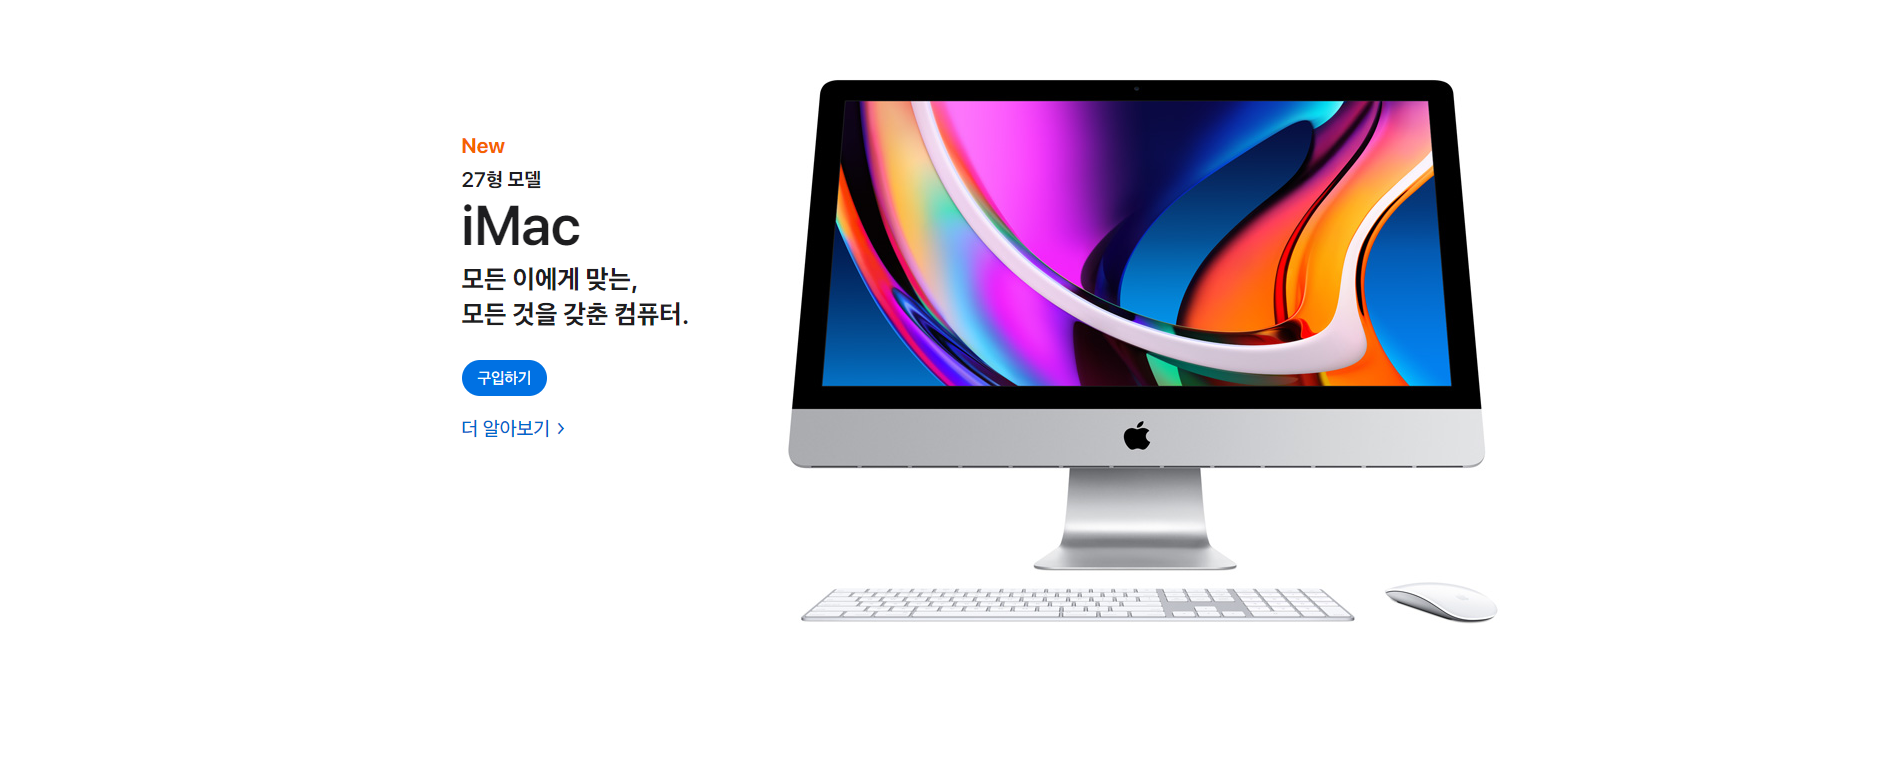 New
27형 모델
iMac
모든 이에게 맞는,
모든 것을 갖춘 컴퓨터.
구입하기
더 알아보기 >